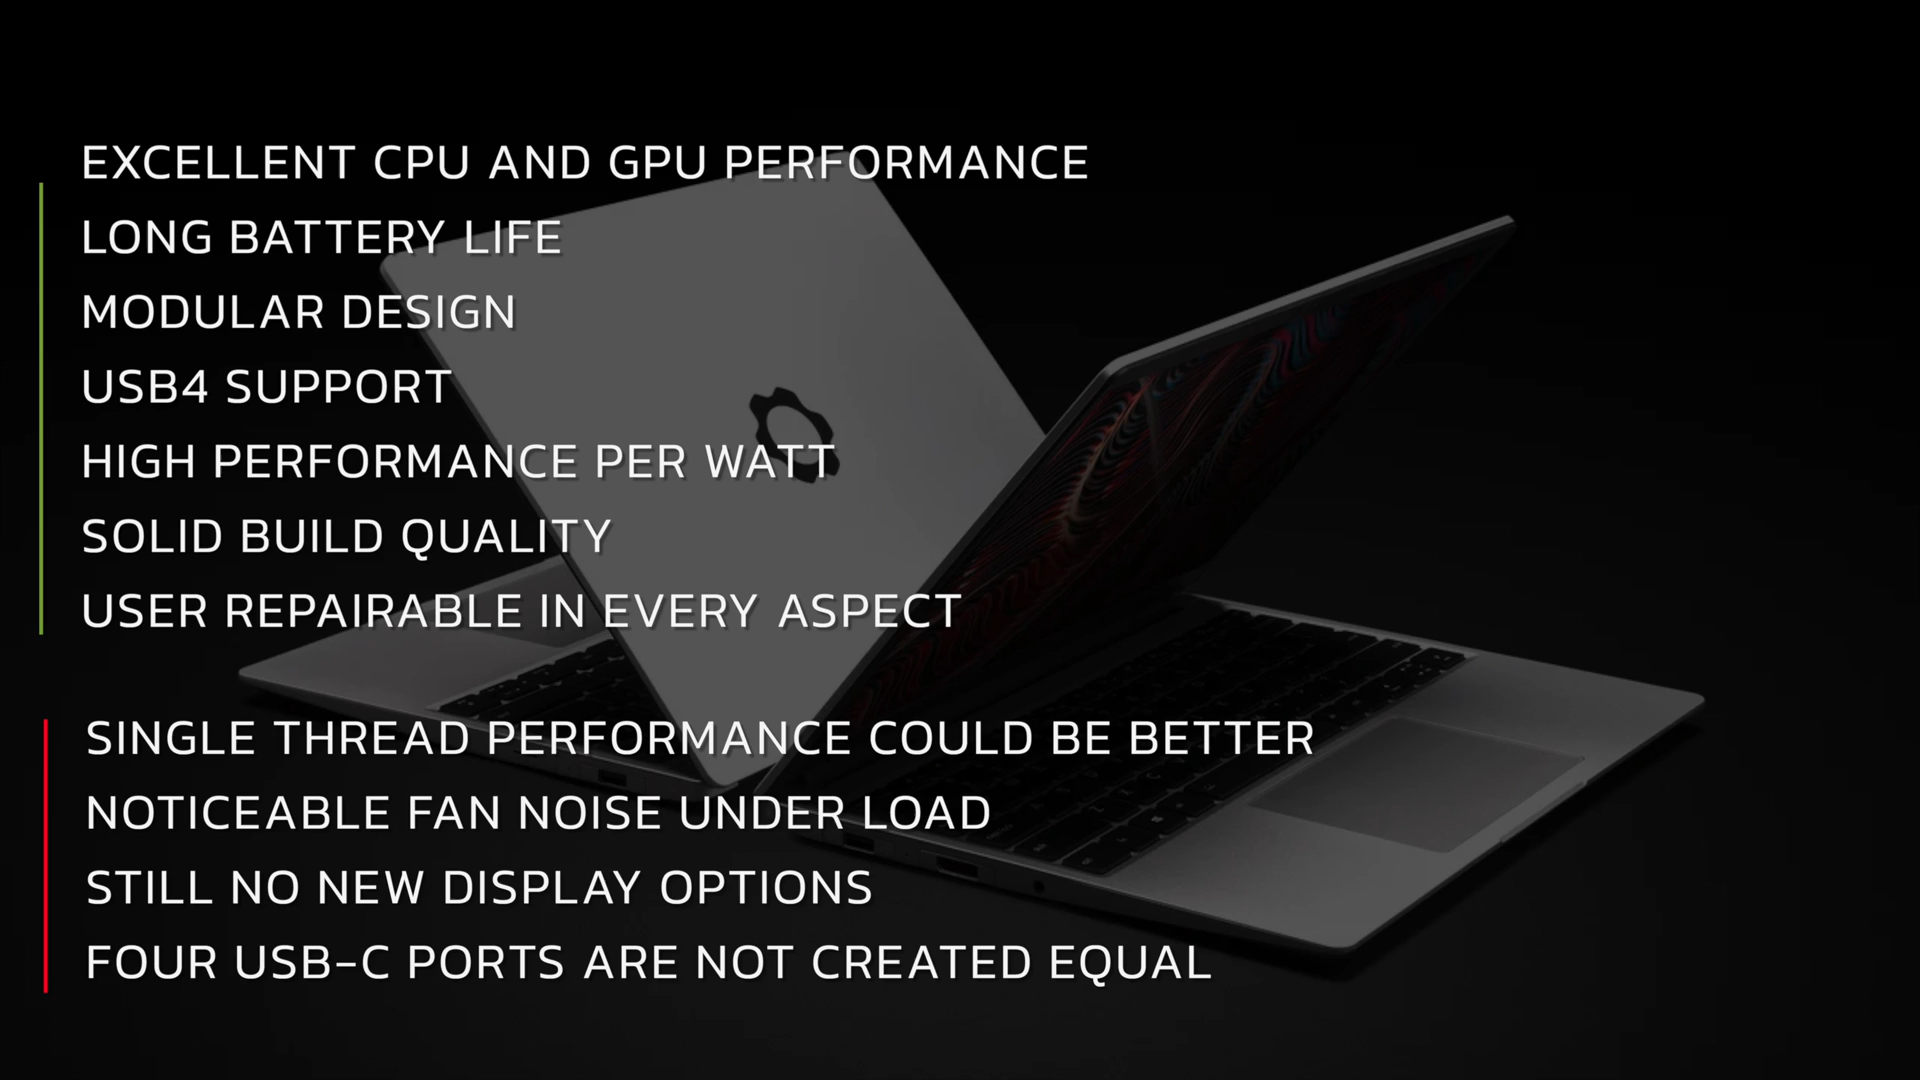 EXCELLENT CPU AND GPU PERFORMANCE
LONG BATTERY LIFE
MODULAR DESIGN
USB4 SUPPORT
HIGH PERFORMANCE PER WATT
SOLID BUILD QUALITY
USER REPAIRABLE IN EVERY ASPECT
SINGLE THREAD PERFORMANCE COULD BE BETTER
NOTICEABLE FAN NOISE UNDER LOAD
STILL NO NEW DISPLAY OPTIONS
FOUR USB-C PORTS ARE NOT CREATED EQUAL